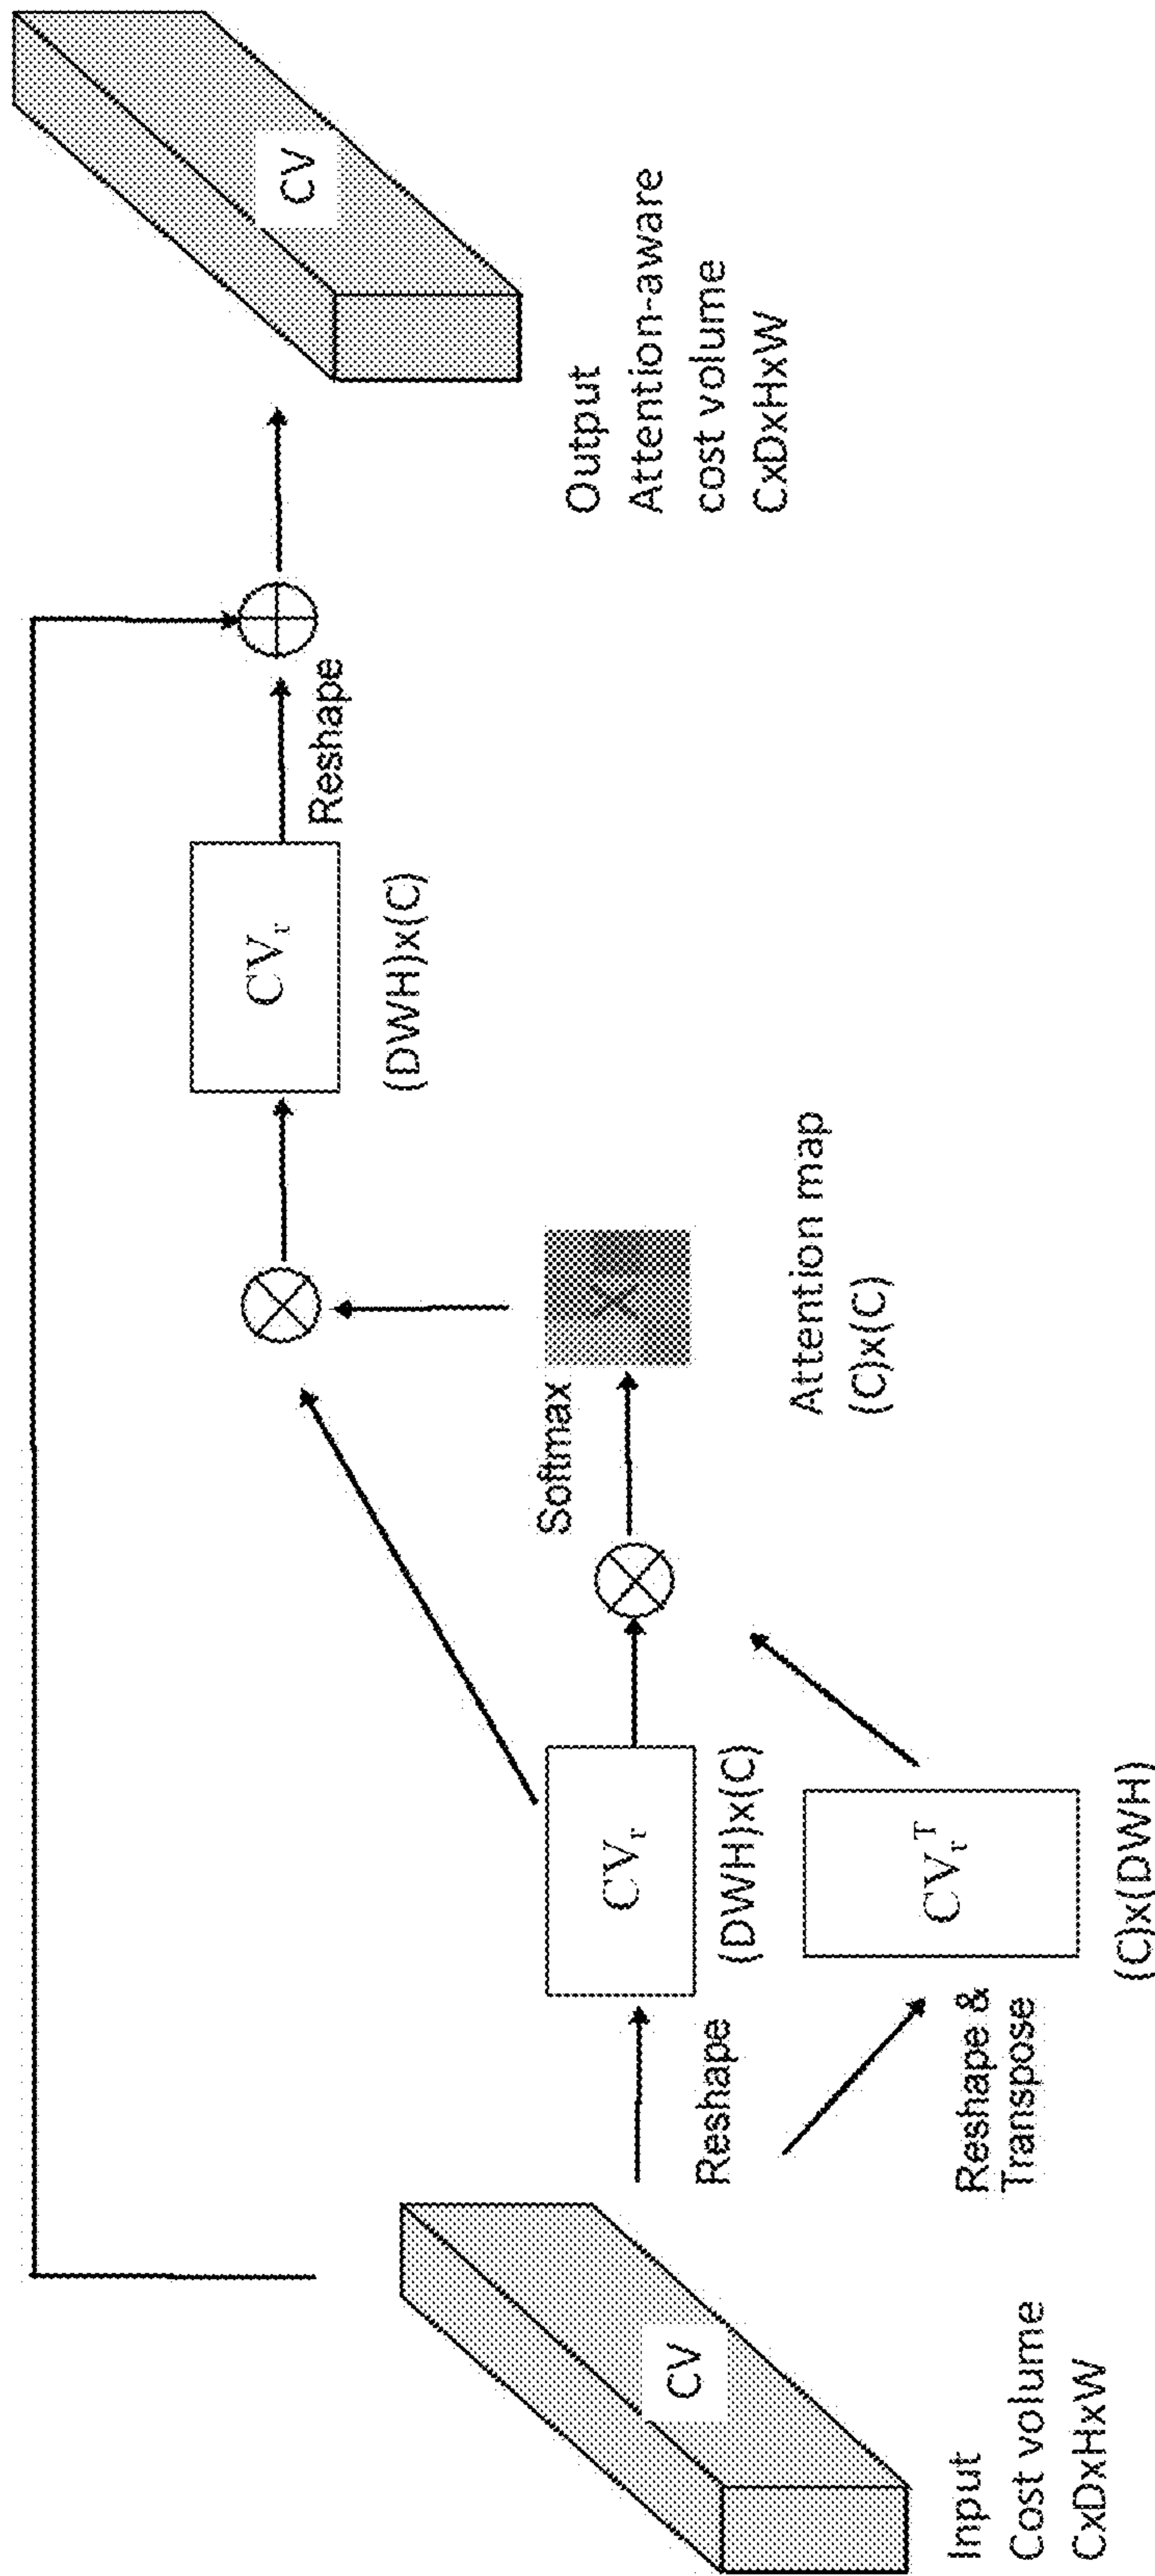 CV
Input
Cost volume
CxDxHxW
Reshape
Reshape &
Transpose
CVᵣ
(DWH)x(C)
CVᵣᵀ
(C)x(DWH)
Softmax
X
Attention map
(C)x(C)
CVᵣ
(DWH)x(C)
Reshape
CV
Output
Attention-aware
cost volume
CxDxHxW